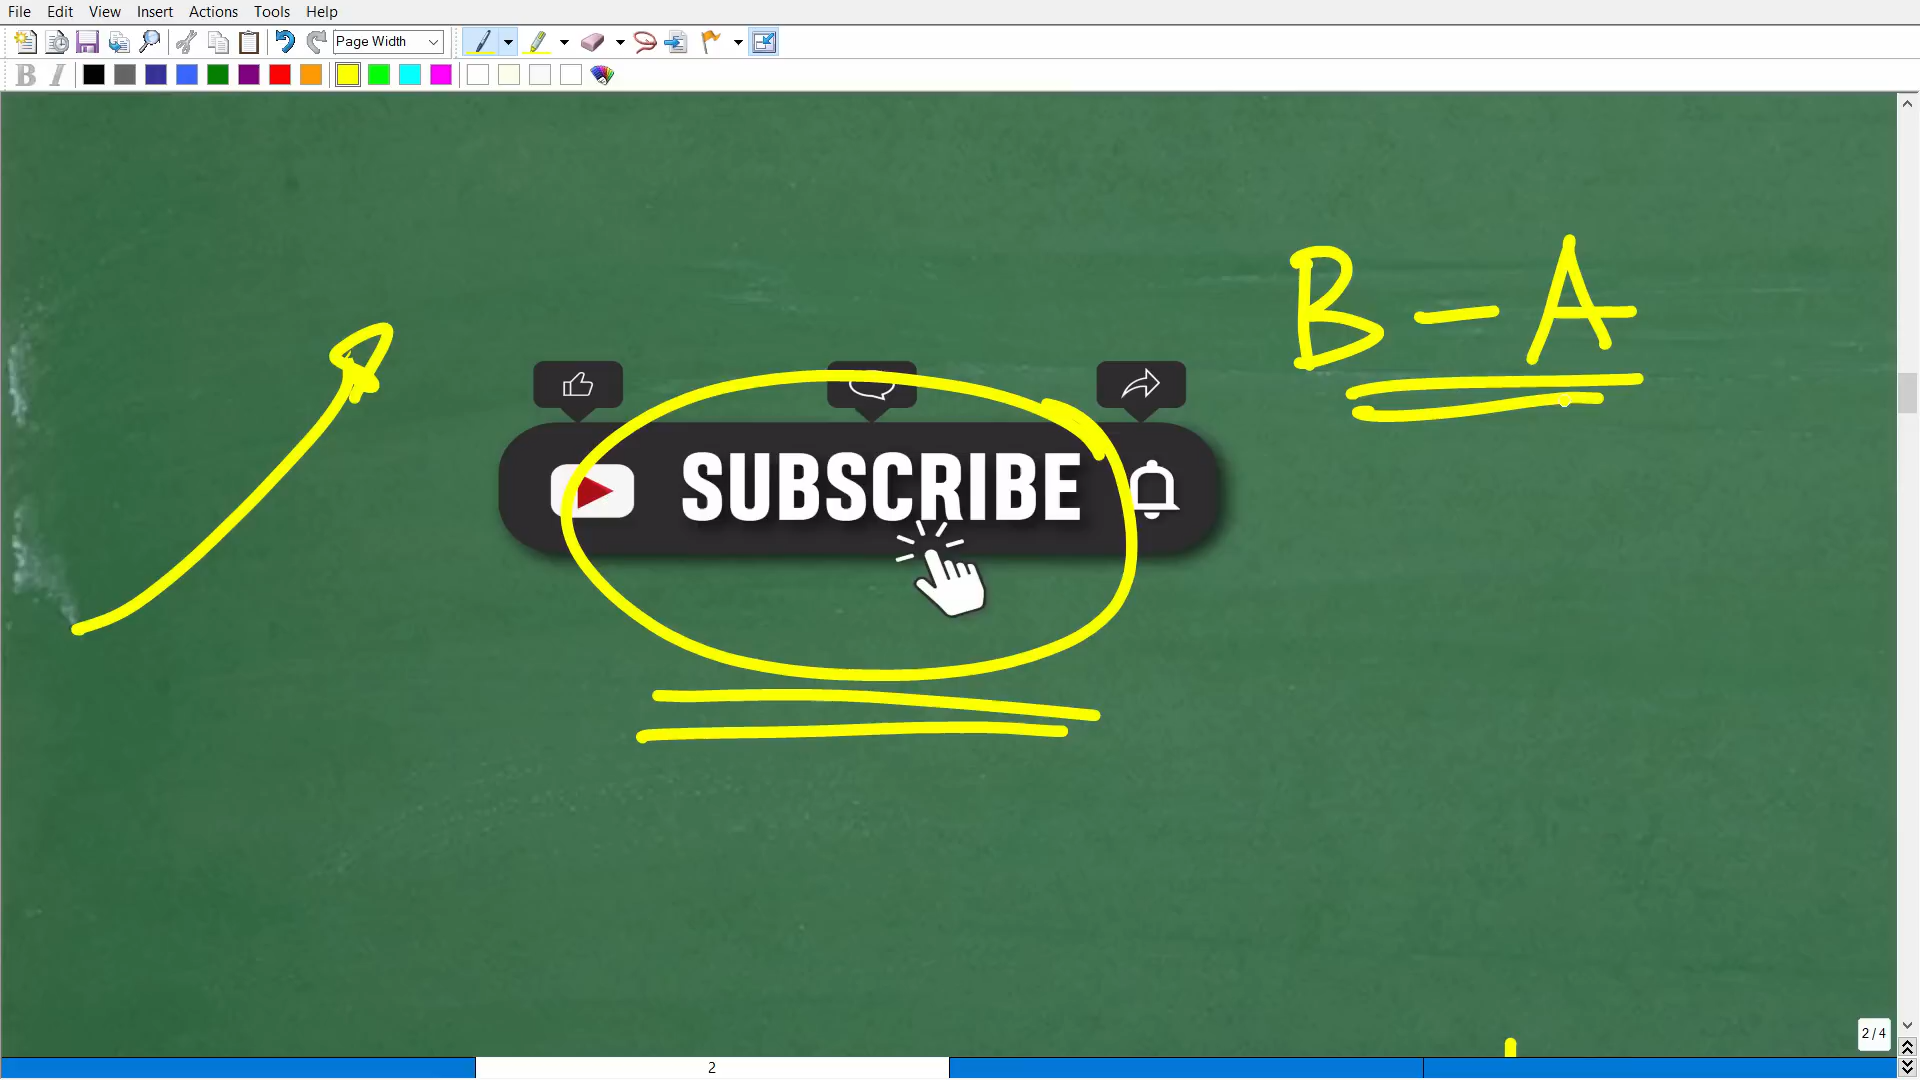 File Edit View Insert Actions Tools Help
Page Width
B I
B - A
SUBSCRIBE
2 / 4
2